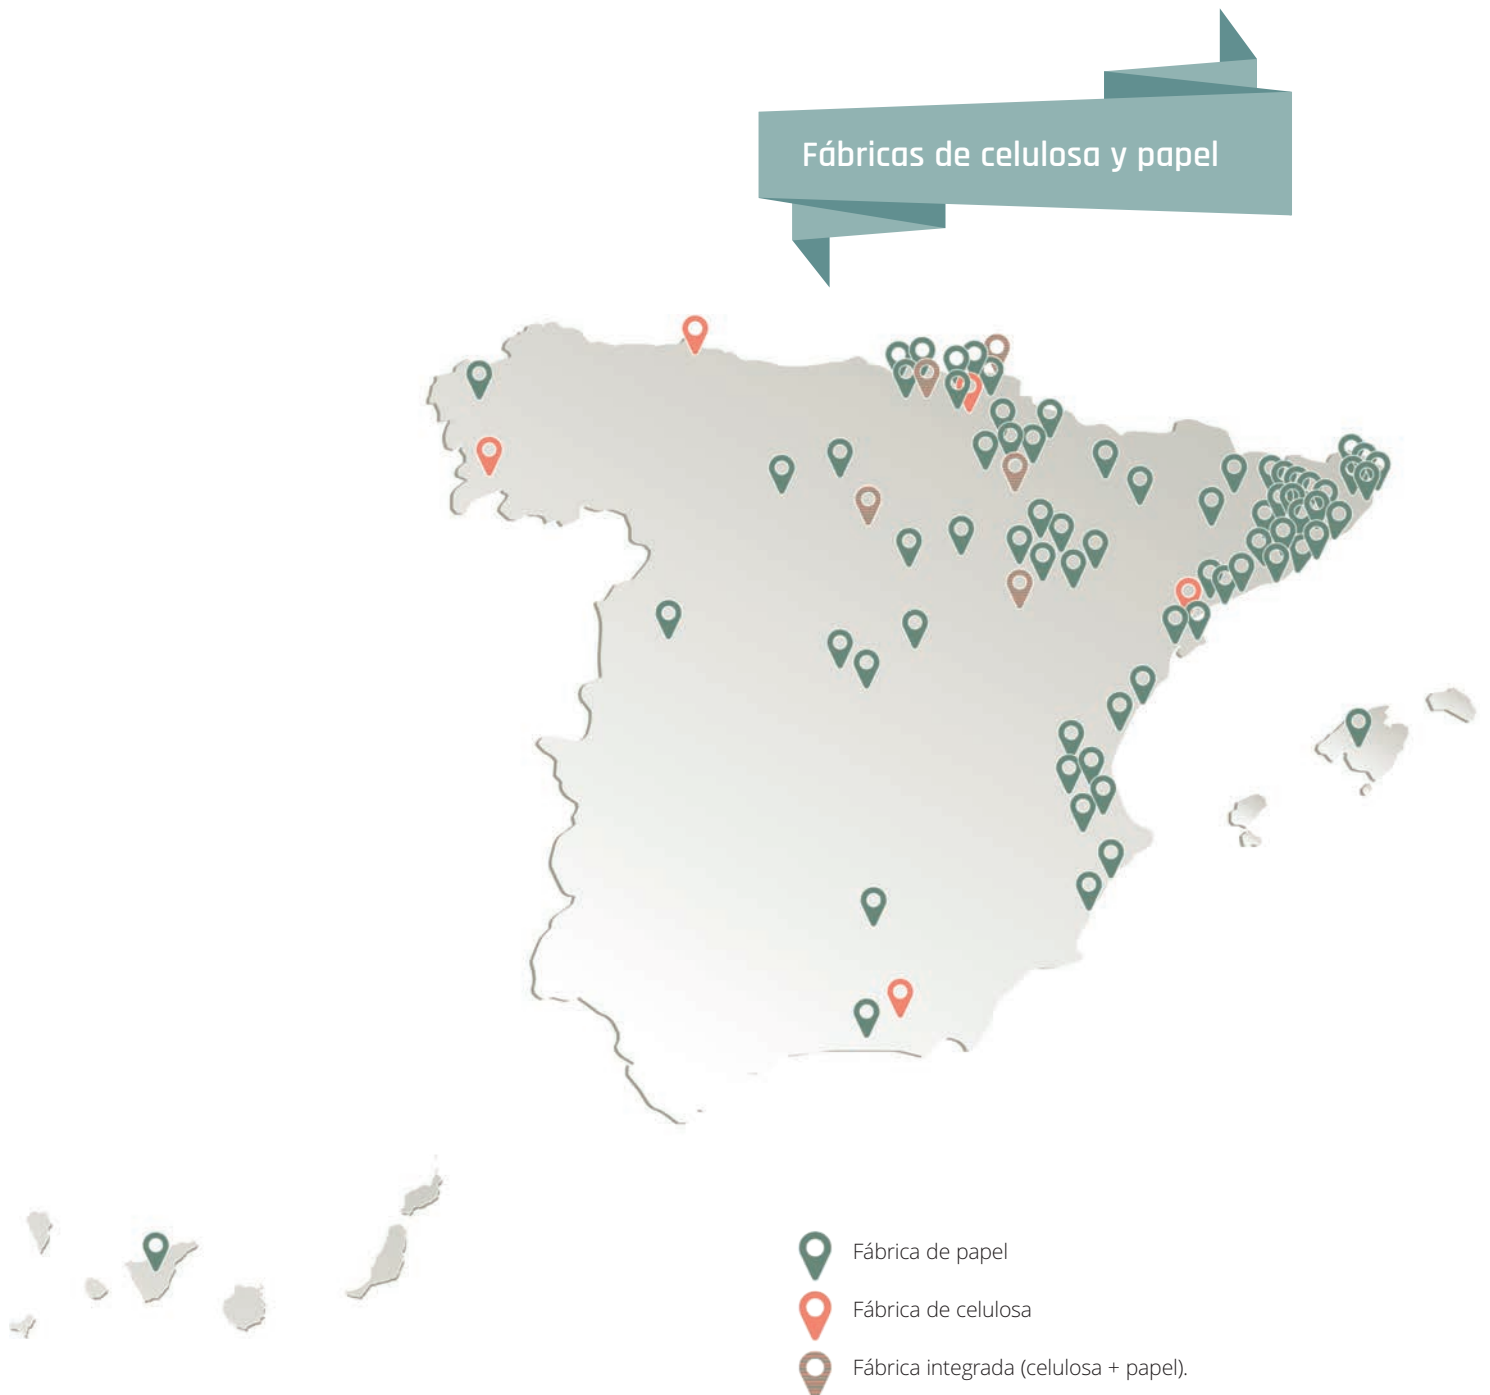 Fábricas de celulosa y papel
Fábrica de papel
Fábrica de celulosa
Fábrica integrada (celulosa + papel).